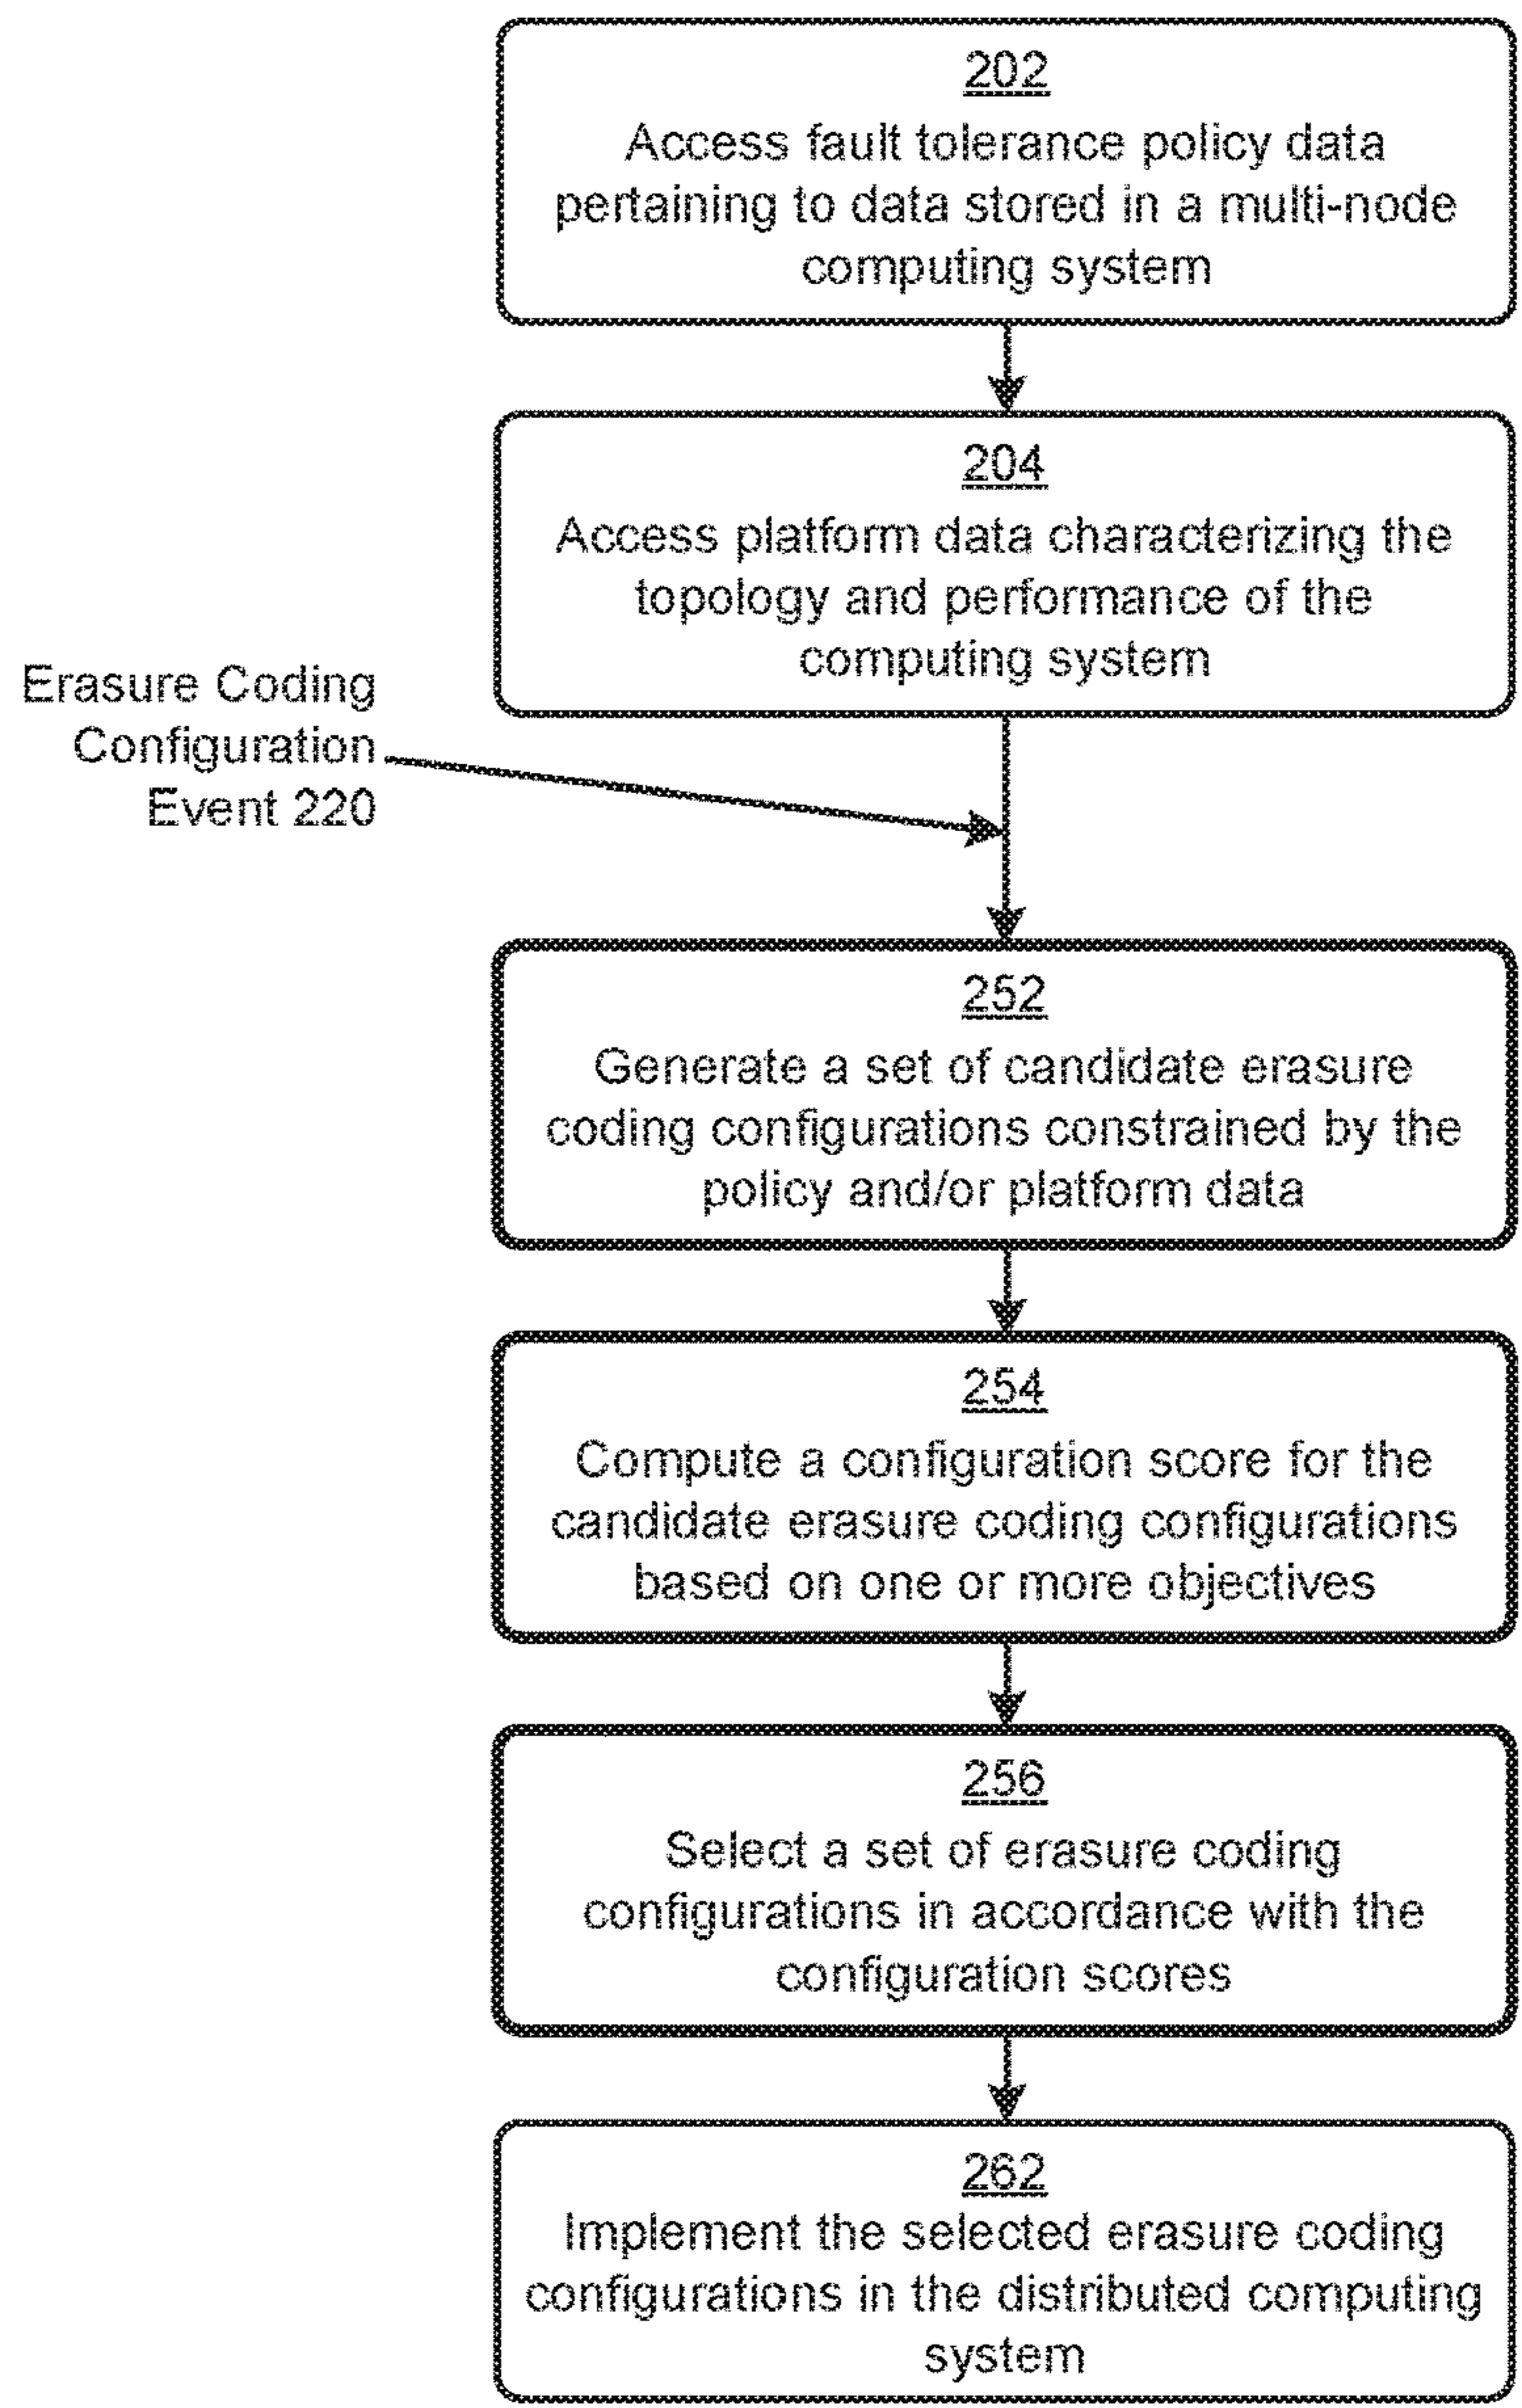 202
Access fault tolerance policy data
pertaining to data stored in a multi-node
computing system
204
Access platform data characterizing the
topology and performance of the
computing system
Erasure Coding
Configuration
Event 220
252
Generate a set of candidate erasure
coding configurations constrained by the
policy and/or platform data
254
Compute a configuration score for the
candidate erasure coding configurations
based on one or more objectives
256
Select a set of erasure coding
configurations in accordance with the
configuration scores
262
Implement the selected erasure coding
configurations in the distributed computing
system